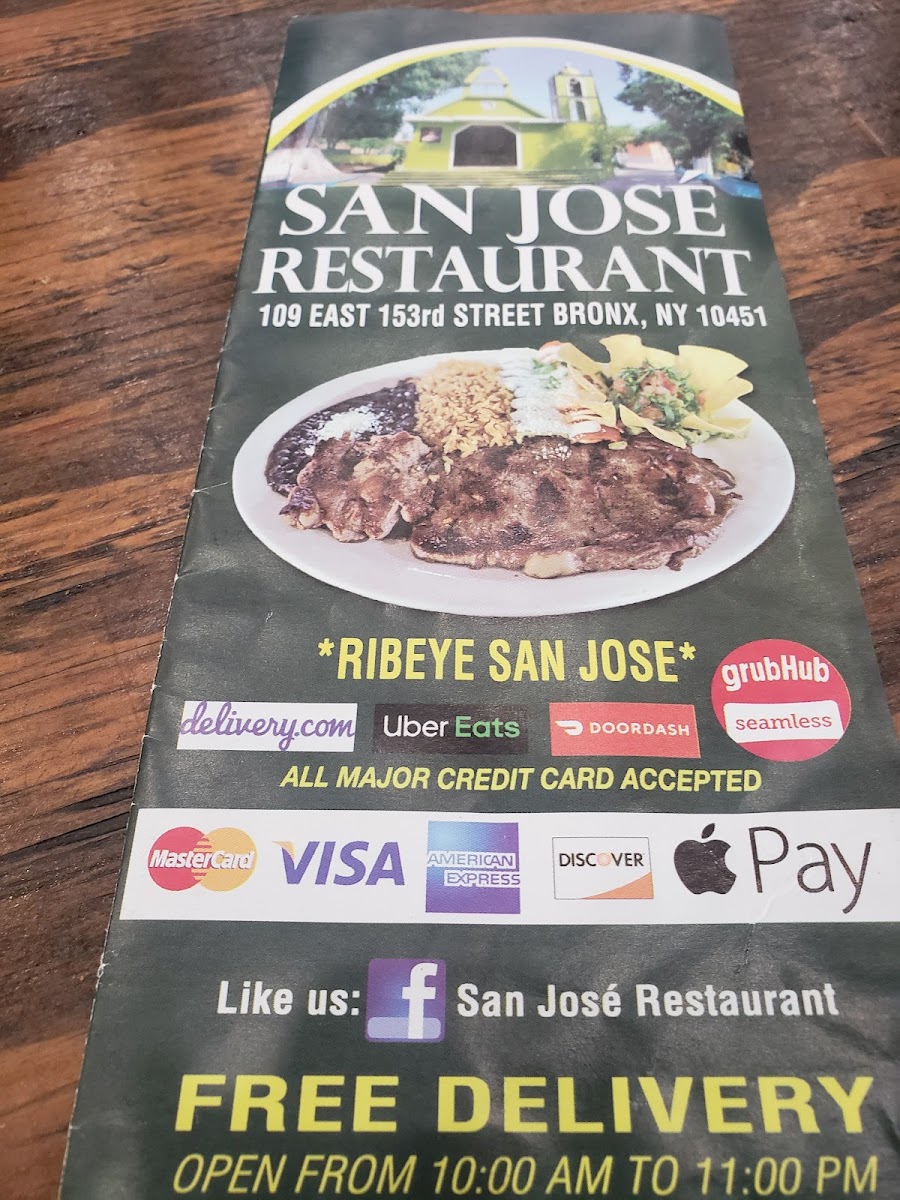 SAN JOSÉ
RESTAURANT
109 EAST 153rd STREET BRONX, NY 10451
*RIBEYE SAN JOSE*
grubHub
seamless
delivery.com
Uber Eats
DOORDASH
ALL MAJOR CREDIT CARD ACCEPTED
MasterCard
VISA
AMERICAN
EXPRESS
DISCOVER
Pay
Like us: f San José Restaurant
FREE DELIVERY
OPEN FROM 10:00 AM TO 11:00 PM